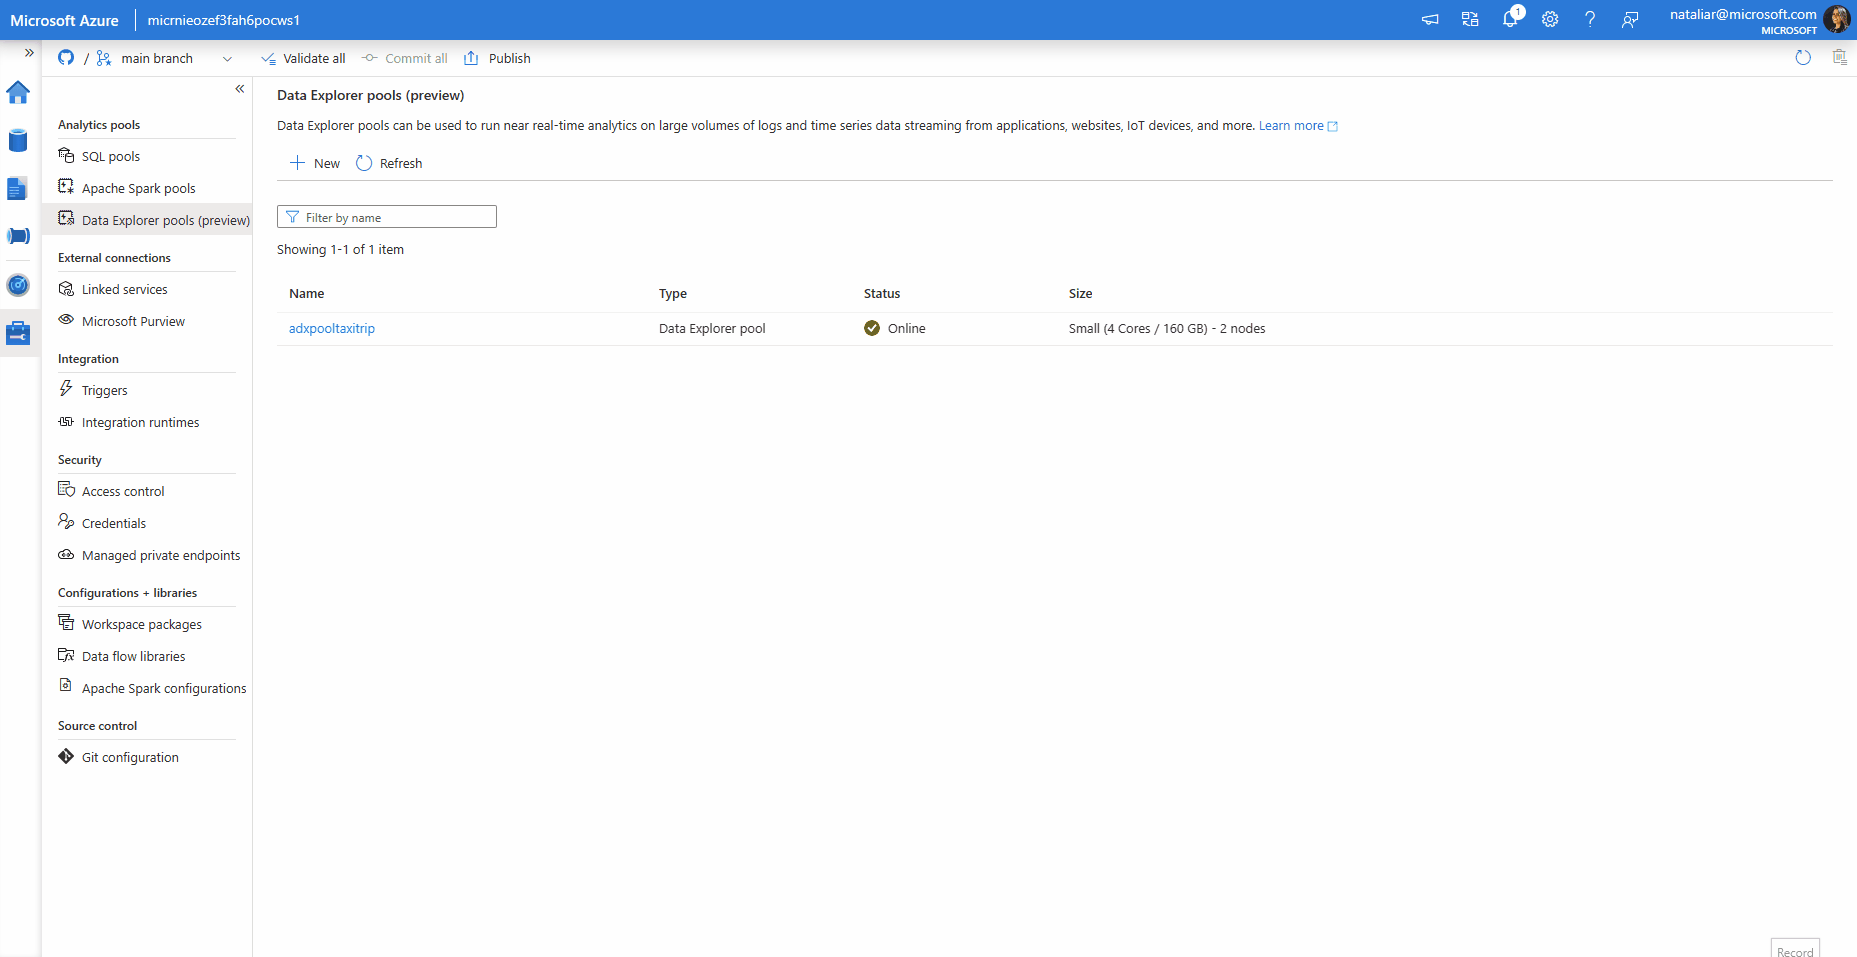 Microsoft Azure micrnieozef3fah6pocws1 1 nataliar@microsoft.com
MICROSOFT
/ main branch Validate all Commit all Publish
Data Explorer pools (preview)
Data Explorer pools can be used to run near real-time analytics on large volumes of logs and time series data streaming from applications, websites, IoT devices, and more. Learn more
New Refresh
Filter by name
Showing 1-1 of 1 item
Name Type Status Size
adxpooltaxitrip Data Explorer pool Online Small (4 Cores / 160 GB) - 2 nodes
Analytics pools
SQL pools
Apache Spark pools
Data Explorer pools (preview)
External connections
Linked services
Microsoft Purview
Integration
Triggers
Integration runtimes
Security
Access control
Credentials
Managed private endpoints
Configurations + libraries
Workspace packages
Data flow libraries
Apache Spark configurations
Source control
Git configuration
Record